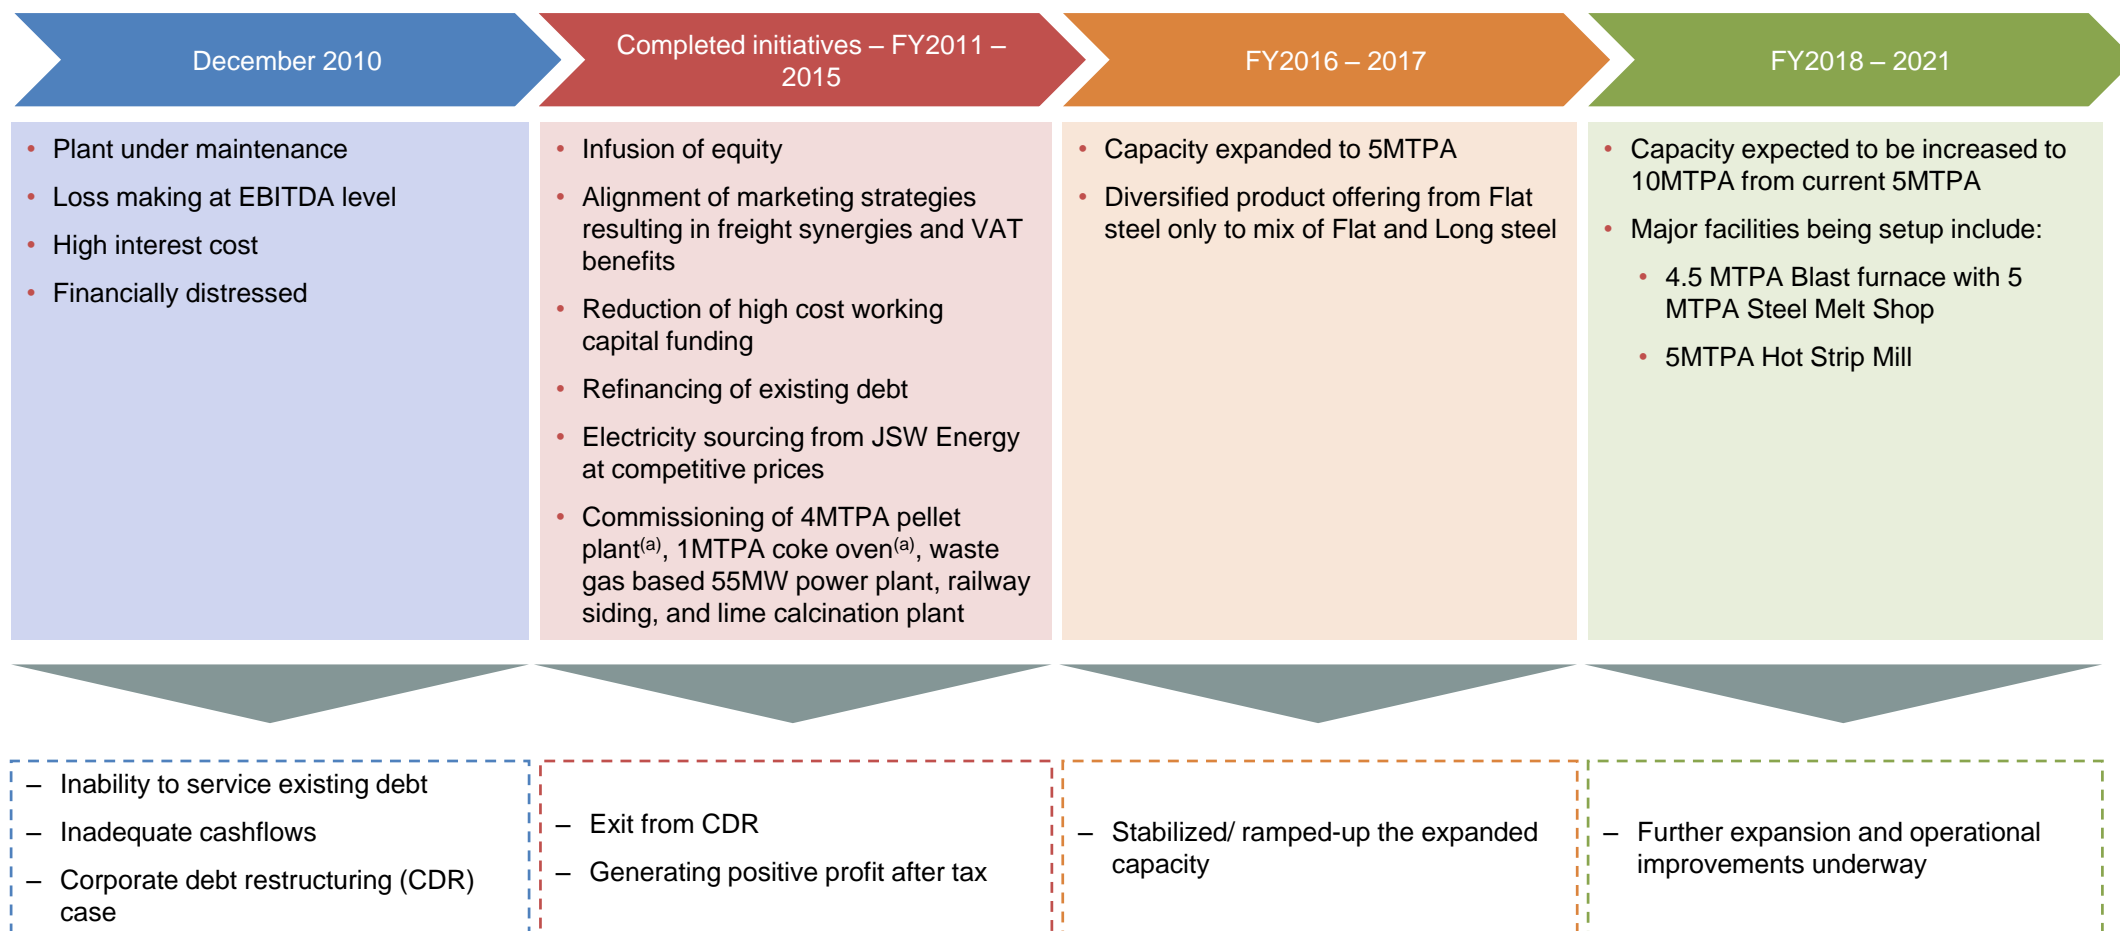 December 2010
• Plant under maintenance
• Loss making at EBITDA level
• High interest cost
• Financially distressed
– Inability to service existing debt
– Inadequate cashflows
– Corporate debt restructuring (CDR)
case
Completed initiatives – FY2011 –
2015
• Infusion of equity
• Alignment of marketing strategies
resulting in freight synergies and VAT
benefits
• Reduction of high cost working
capital funding
• Refinancing of existing debt
• Electricity sourcing from JSW Energy
at competitive prices
• Commissioning of 4MTPA pellet
plant(a), 1MTPA coke oven(a), waste
gas based 55MW power plant, railway
siding, and lime calcination plant
– Exit from CDR
– Generating positive profit after tax
FY2016 – 2017
• Capacity expanded to 5MTPA
• Diversified product offering from Flat
steel only to mix of Flat and Long steel
– Stabilized/ ramped-up the expanded
capacity
FY2018 – 2021
• Capacity expected to be increased to
10MTPA from current 5MTPA
• Major facilities being setup include:
• 4.5 MTPA Blast furnace with 5
MTPA Steel Melt Shop
• 5MTPA Hot Strip Mill
– Further expansion and operational
improvements underway